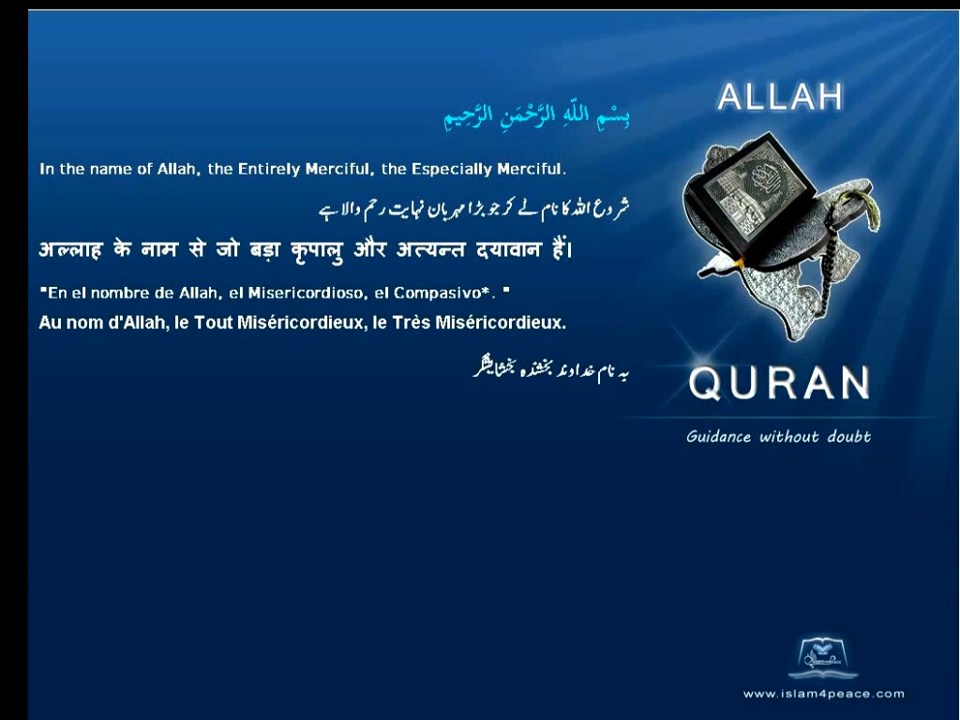 بِسْمِ اللّهِ الرَّحْمَنِ الرَّحِيمِ
In the name of Allah, the Entirely Merciful, the Especially Merciful.
شروع الله کا نام لے کر جو بڑا مہربان نہایت رحم والا ہے
अल्लाह के नाम से जो बड़ा कृपालु और अत्यन्त दयावान हैं।
"En el nombre de Allah, el Misericordioso, el Compasivo*. "
Au nom d'Allah, le Tout Miséricordieux, le Très Miséricordieux.
به نام خداوند بخشنده بخشایشگر
ALLAH
QURAN
Guidance without doubt
www.islam4peace.com